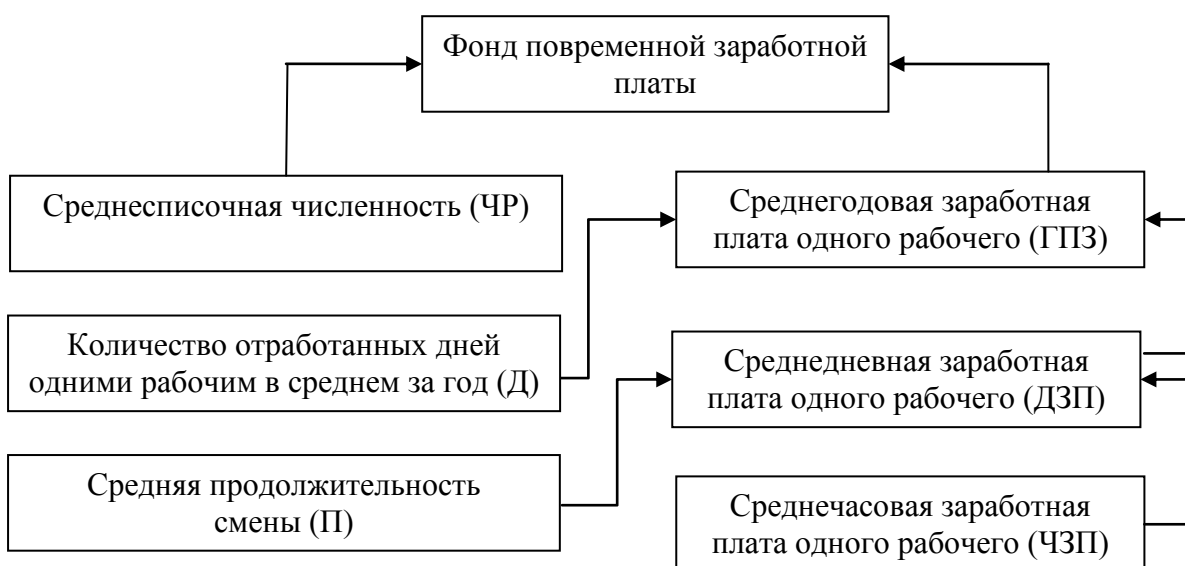 Фонд повременной заработной
платы
Среднесписочная численность (ЧР)
Среднегодовая заработная
плата одного рабочего (ГПЗ)
Количество отработанных дней
одними рабочим в среднем за год (Д)
Среднедневная заработная
плата одного рабочего (ДЗП)
Средняя продолжительность
смены (П)
Среднечасовая заработная
плата одного рабочего (ЧЗП)